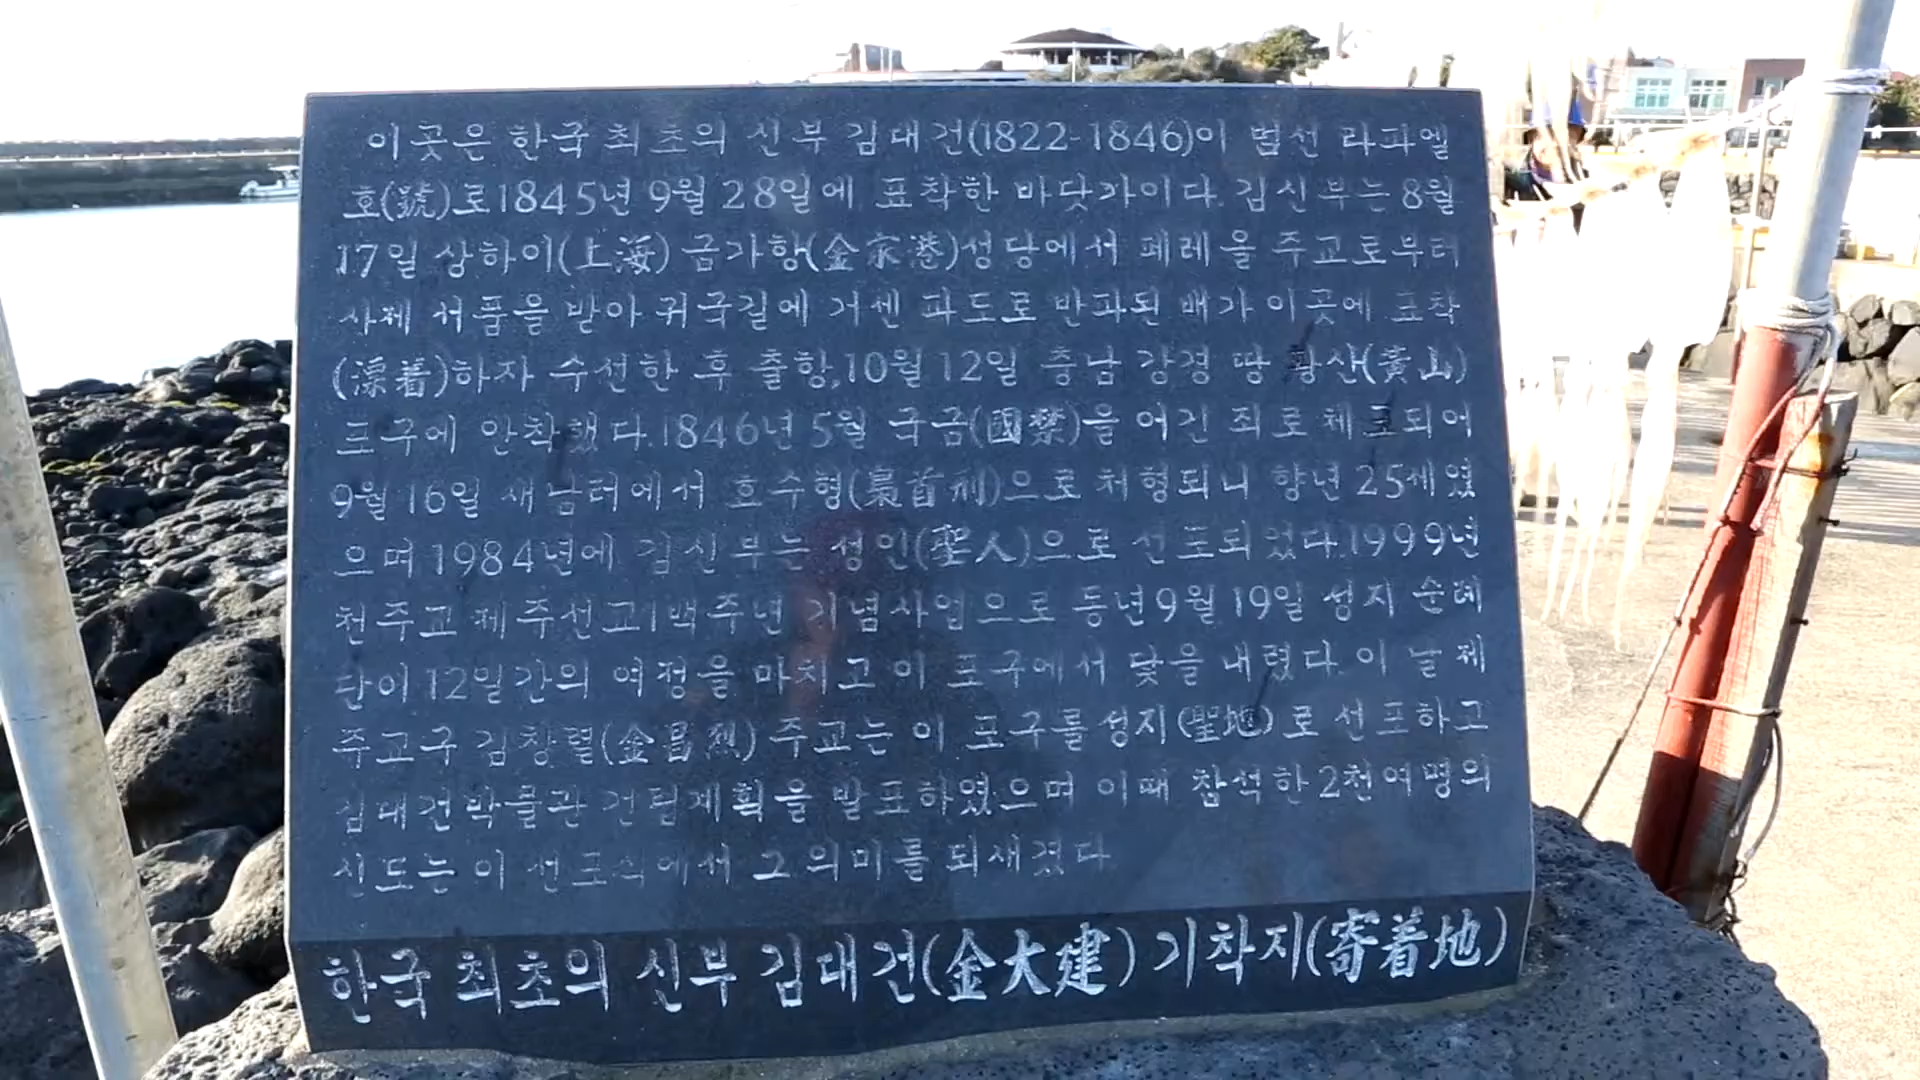 이곳은 한국 최초의 신부 김대건(1822-1846)이 범선 라파엘
호(號)로 1845년 9월 28일에 표착한 바닷가이다. 김신부는 8월
17일 상하이(上海) 금가항(金家港)성당에서 페레올 주교로부터
사제 서품을 받아 귀국길에 거센 파도로 반파된 배가 이곳에 표착
(漂着)하자 수선한 후 출항,10월 12일 충남 강경 땅 황산(黃山)
포구에 안착했다.1846년 5월 국금(國禁)을 어긴 죄로 체포되어
9월 16일 새남터에서 효수형(梟首刑)으로 처형되니 향년 25세였
으며 1984년에 김신부는 성인(聖人)으로 선포되었다.1999년
천주교 제주선교1백주년 기념사업으로 동년9월 19일 성지 순례
단이 12일간의 여정을 마치고 이 포구에서 닻을 내렸다. 이 날 제
주교구 김창렬(金昌烈) 주교는 이 포구를 성지(聖地)로 선포하고
김대건박물관 건립계획을 발표하였으며 이때 참석한 2천여명의
신도는 이 선포식에서 그 의미를 되새겼다
한국 최초의 신부 김대건(金大建) 기착지(寄着地)